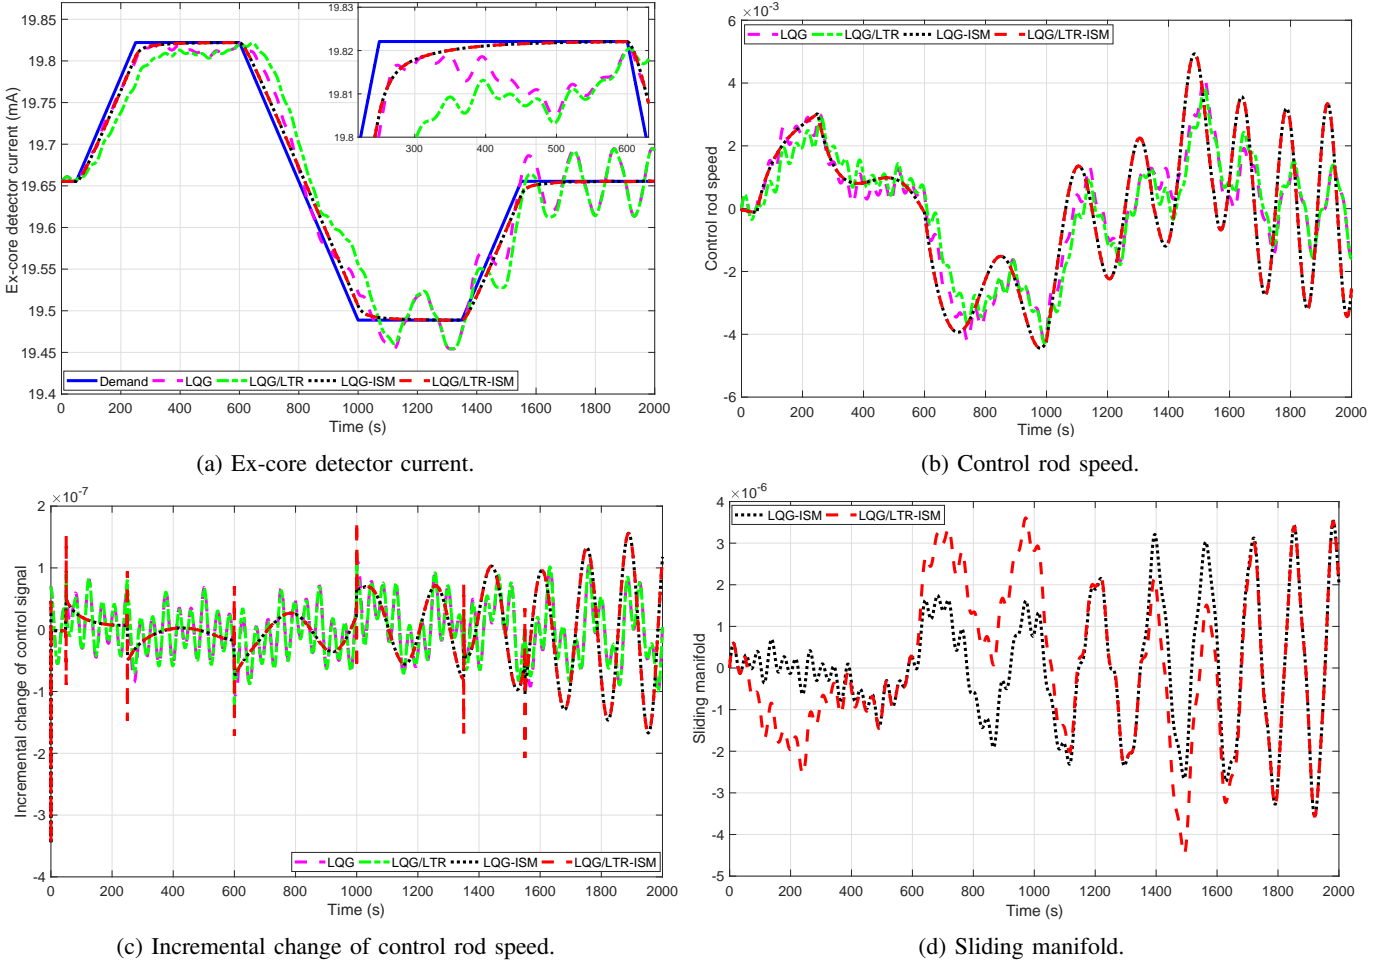 19.85
19.8
19.75
19.7
19.65
19.6
19.55
19.5
19.45
19.4
Ex-core detector current (mA)
19.83
19.82
19.81
19.8
300 400 500 600
Demand LQG LQG/LTR LQG-ISM LQG/LTR-ISM
0 200 400 600 800 1000 1200 1400 1600 1800 2000
Time (s)
(a) Ex-core detector current.
×10-3
6
4
2
0
-2
-4
-6
Control rod speed
LQG LQG/LTR LQG-ISM LQG/LTR-ISM
0 200 400 600 800 1000 1200 1400 1600 1800 2000
Time (s)
(b) Control rod speed.
×10-7
2
1
0
-1
-2
-3
-4
Incremental change of control signal
LQG LQG/LTR LQG-ISM LQG/LTR-ISM
0 200 400 600 800 1000 1200 1400 1600 1800 2000
Time (s)
(c) Incremental change of control rod speed.
×10-6
4
3
2
1
0
-1
-2
-3
-4
-5
Sliding manifold
LQG-ISM LQG/LTR-ISM
0 200 400 600 800 1000 1200 1400 1600 1800 2000
Time (s)
(d) Sliding manifold.